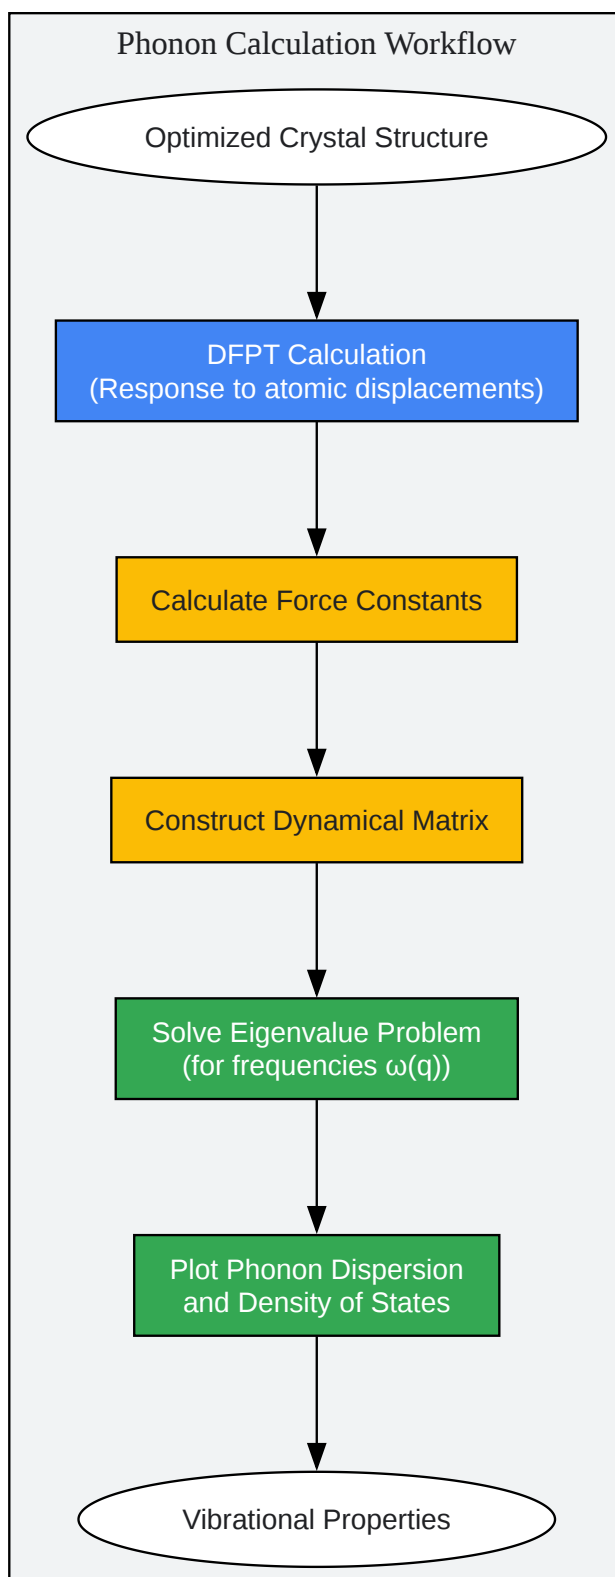 Phonon Calculation Workflow
Optimized Crystal Structure
DFPT Calculation
(Response to atomic displacements)
Calculate Force Constants
Construct Dynamical Matrix
Solve Eigenvalue Problem
(for frequencies ω(q))
Plot Phonon Dispersion
and Density of States
Vibrational Properties